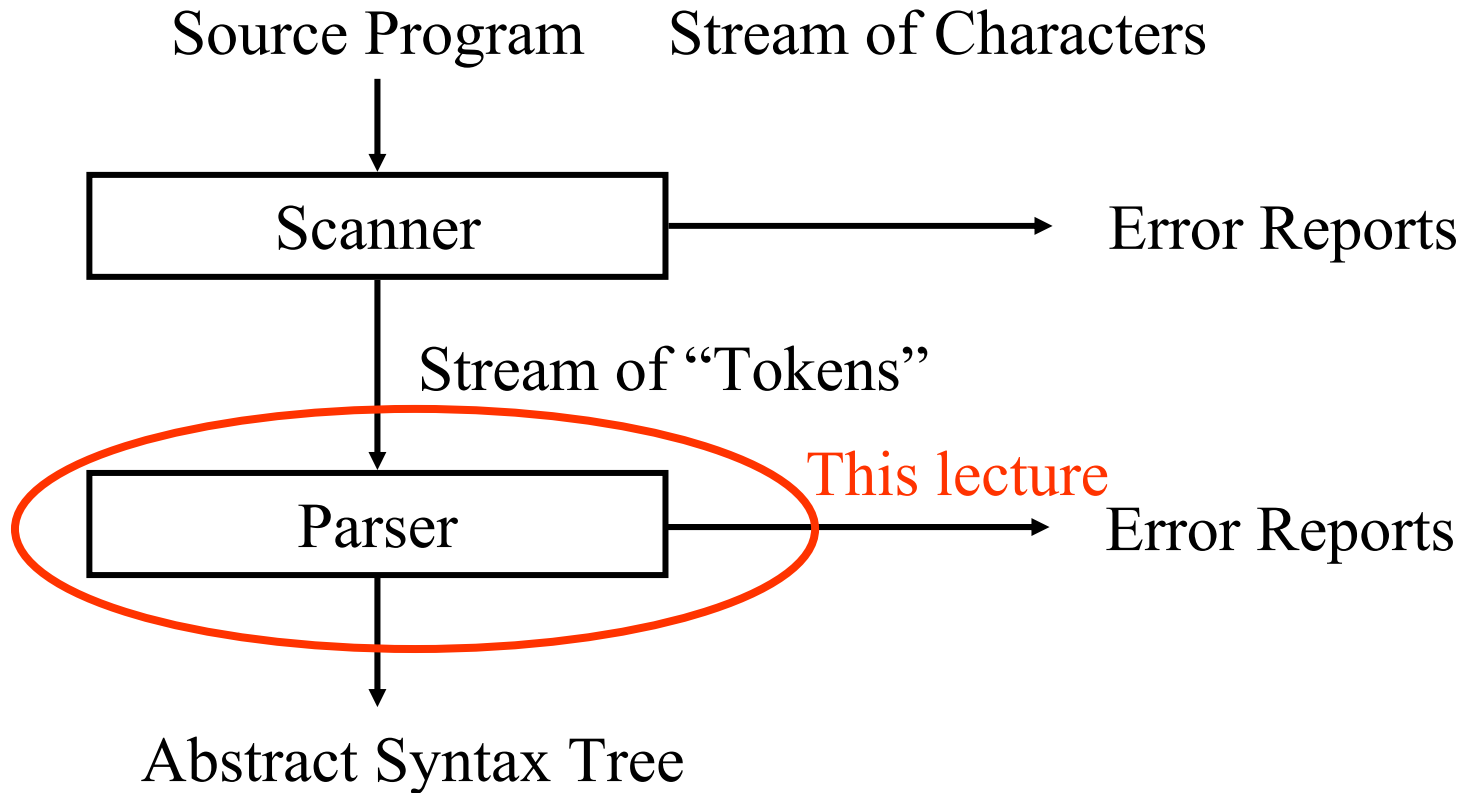 Source Program
Stream of Characters
Scanner
Error Reports
Stream of “Tokens”
This lecture
Parser
Error Reports
Abstract Syntax Tree